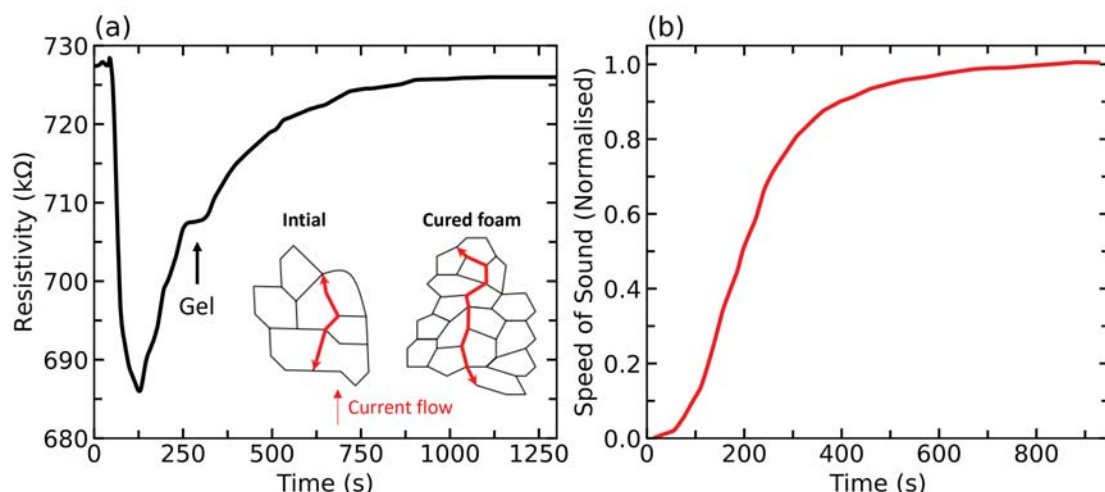 (a)
Resistivity (kΩ)
730
720
710
700
690
680
0
250
500
750
1000
1250
Time (s)
Gel
Intial
Cured foam
Current flow
(b)
Speed of Sound (Normalised)
1.0
0.8
0.6
0.4
0.2
0.0
0
200
400
600
800
Time (s)